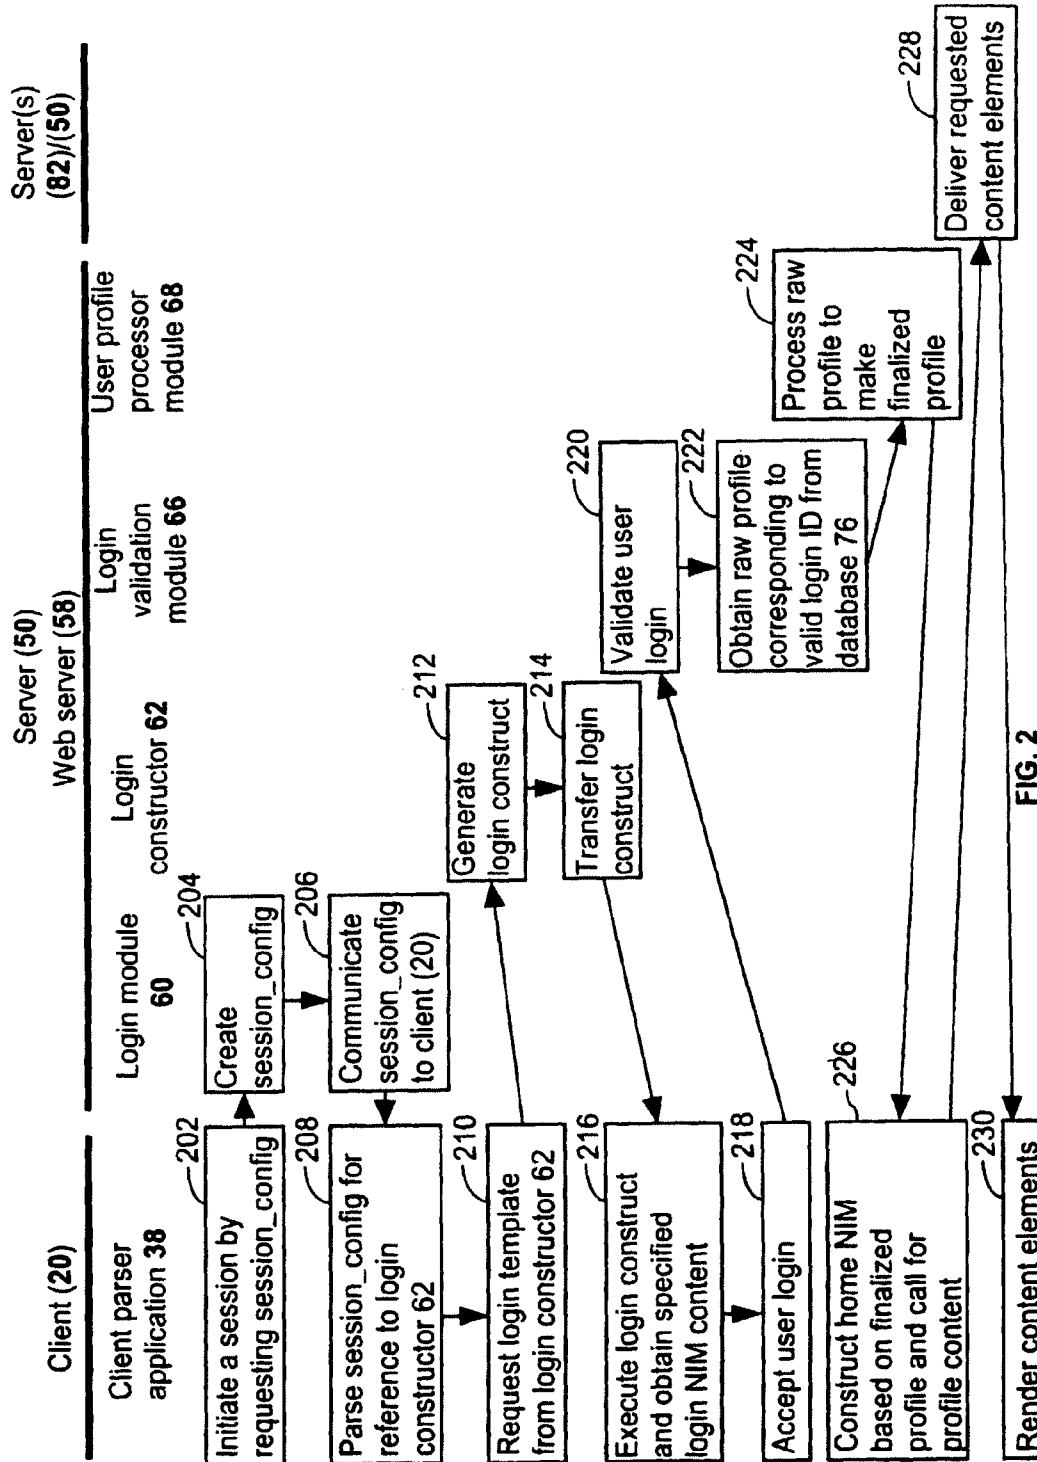 Client (20)
Server (50)
Web server (58)
Server(s)
(82)/(50)
Client parser
application 38
Login module
60
Login
constructor 62
Login
validation
module 66
User profile
processor
module 68
202
Initiate a session by
requesting session_config
204
Create
session_config
206
Communicate
session_config
to client (20)
208
Parse session_config for
reference to login
constructor 62
210
Request login template
from login constructor 62
212
Generate
login construct
214
Transfer login
construct
216
Execute login construct
and obtain specified
login NIM content
218
Accept user login
220
Validate user
login
222
Obtain raw profile
corresponding to
valid login ID from
database 76
224
Process raw
profile to
make
finalized
profile
226
Construct home NIM
based on finalized
profile and call for
profile content
228
Deliver requested
content elements
230
Render content elements
FIG. 2